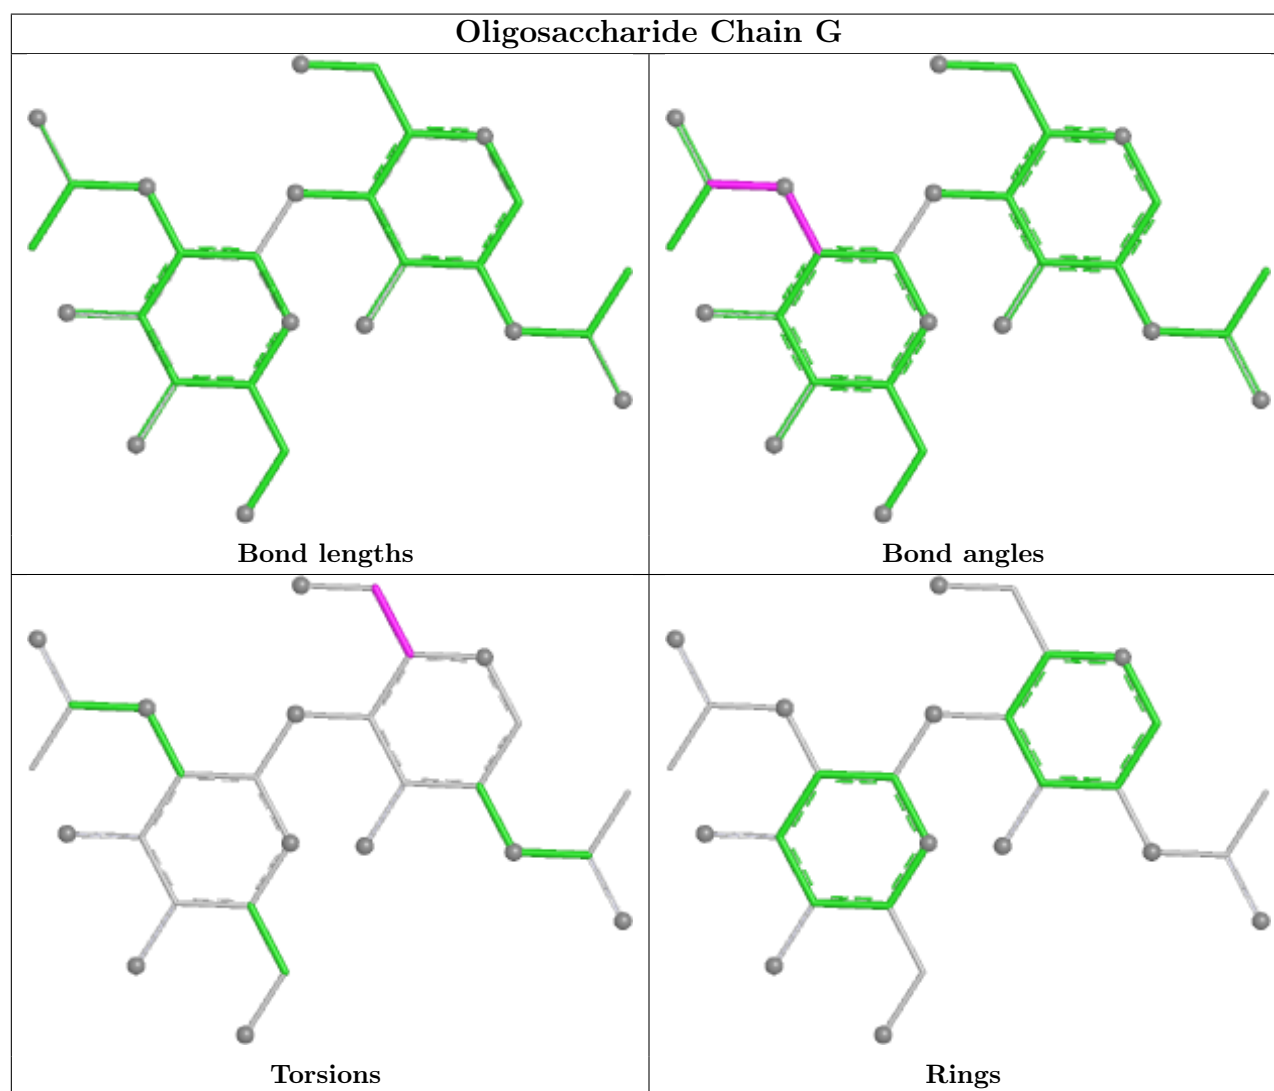 Oligosaccharide Chain G
Bond lengths
Bond angles
Torsions
Rings